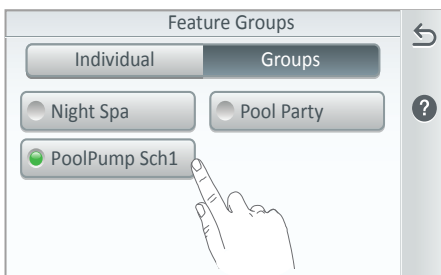 Feature Groups
Individual Groups
Night Spa Pool Party
PoolPump Sch1
?